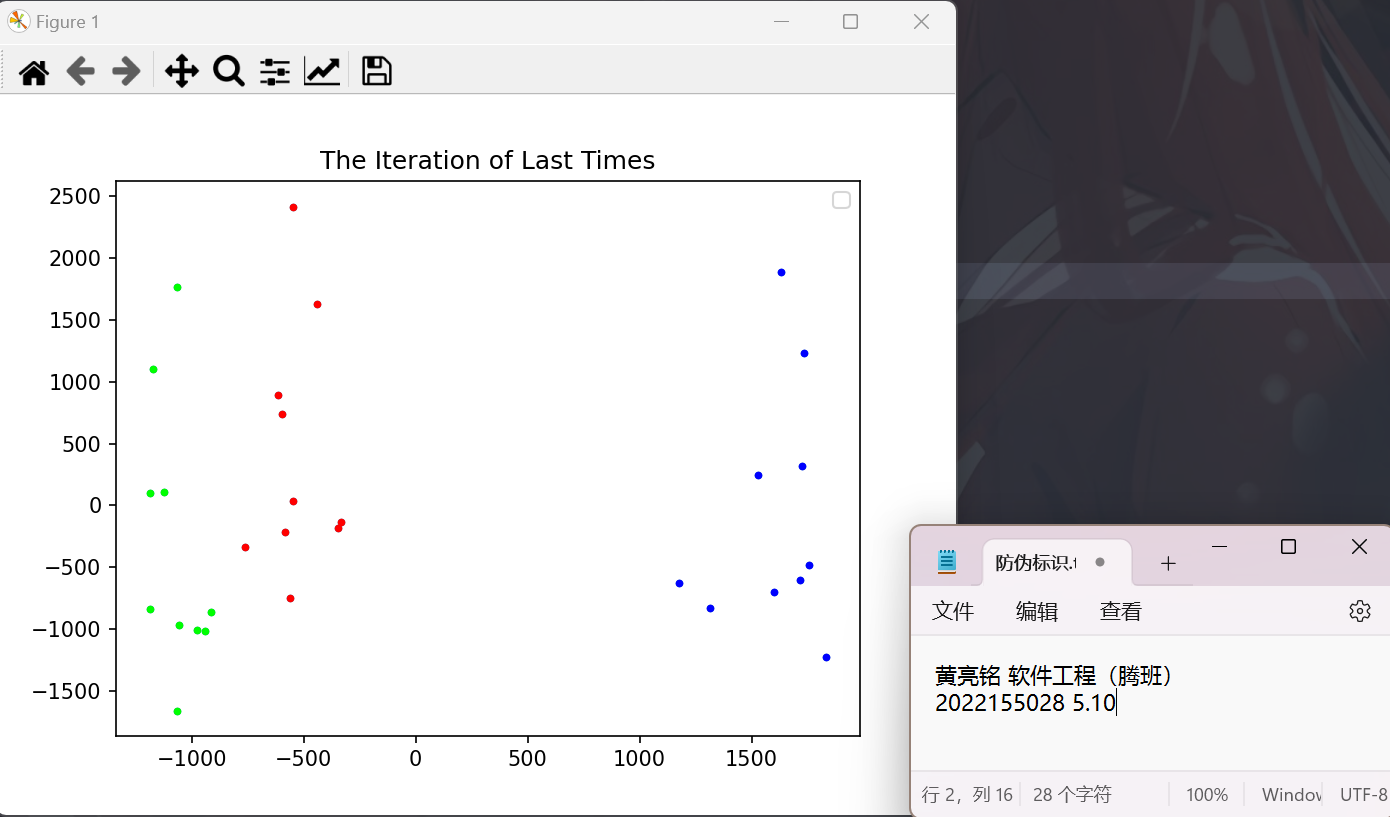 Figure 1
The Iteration of Last Times
2500
2000
1500
1000
500
0
−500
−1000
−1500
−1000 −500 0 500 1000 1500
防伪标识.t
文件 编辑 查看
黄亮铭 软件工程（腾班）
2022155028 5.10
行 2，列 16 28 个字符 100% Window UTF-8